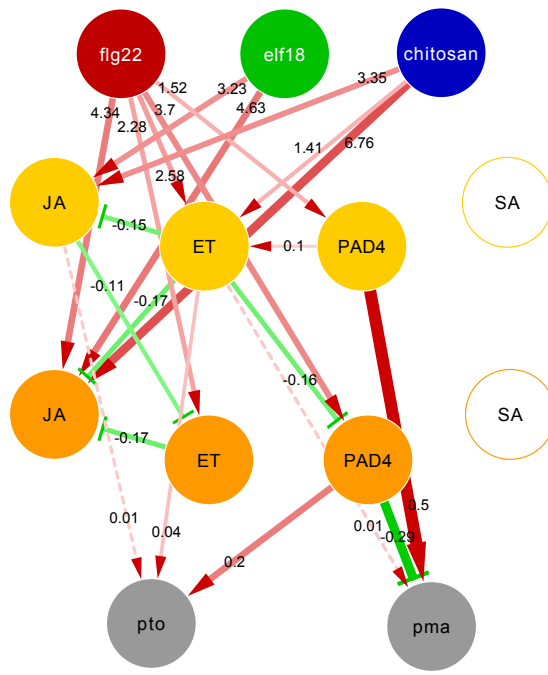 flg22
elf18
chitosan
1.52
3.23
3.35
4.34
3.7
4.63
2.28
1.41
6.76
2.58
JA
SA
-0.15
ET
0.1
PAD4
-0.11
-0.17
-0.16
JA
SA
-0.17
ET
PAD4
0.5
0.01
0.04
0.01
-0.29
0.2
pto
pma